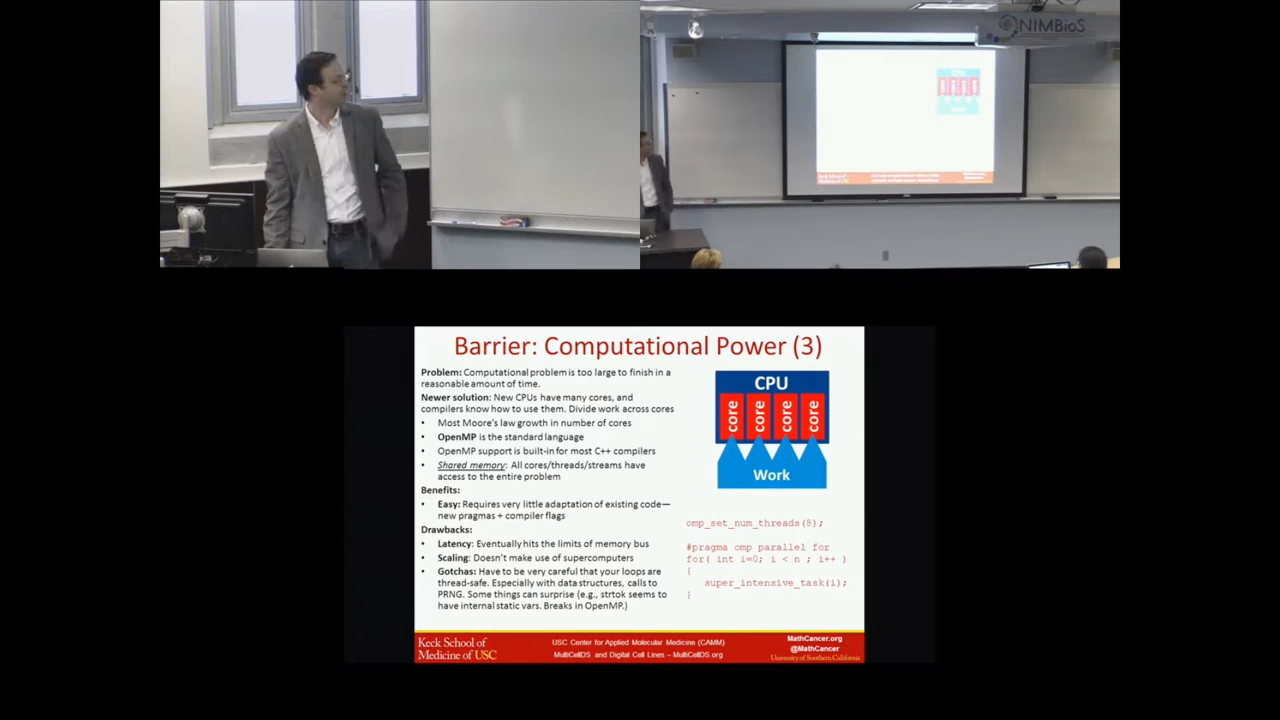 NIMBioS
Keck School of
Medicine of USC
Barrier: Computational Power (3)
Problem: Computational problem is too large to finish in a
reasonable amount of time.
Newer solution: New CPUs have many cores, and
compilers know how to use them. Divide work across cores
• Most Moore's law growth in number of cores
• OpenMP is the standard language
• OpenMP support is built-in for most C++ compilers
• Shared memory: All cores/threads/streams have
access to the entire problem
Benefits:
• Easy: Requires very little adaptation of existing code—
new pragmas + compiler flags
Drawbacks:
• Latency: Eventually hits the limits of memory bus
• Scaling: Doesn't make use of supercomputers
• Gotchas: Have to be very careful that your loops are
thread-safe. Especially with data structures, calls to
PRNG. Some things can surprise (e.g., strtok seems to
have internal static vars. Breaks in OpenMP.)
CPU
core core core core
Work
omp_set_num_threads(8);
#pragma omp parallel for
for( int i=0; i < n ; i++ )
{
super_intensive_task(i);
}
Keck School of
Medicine of USC
USC Center for Applied Molecular Medicine (CAMM)
MultiCellDS and Digital Cell Lines – MultiCellDS.org
MathCancer.org
@MathCancer
University of Southern California